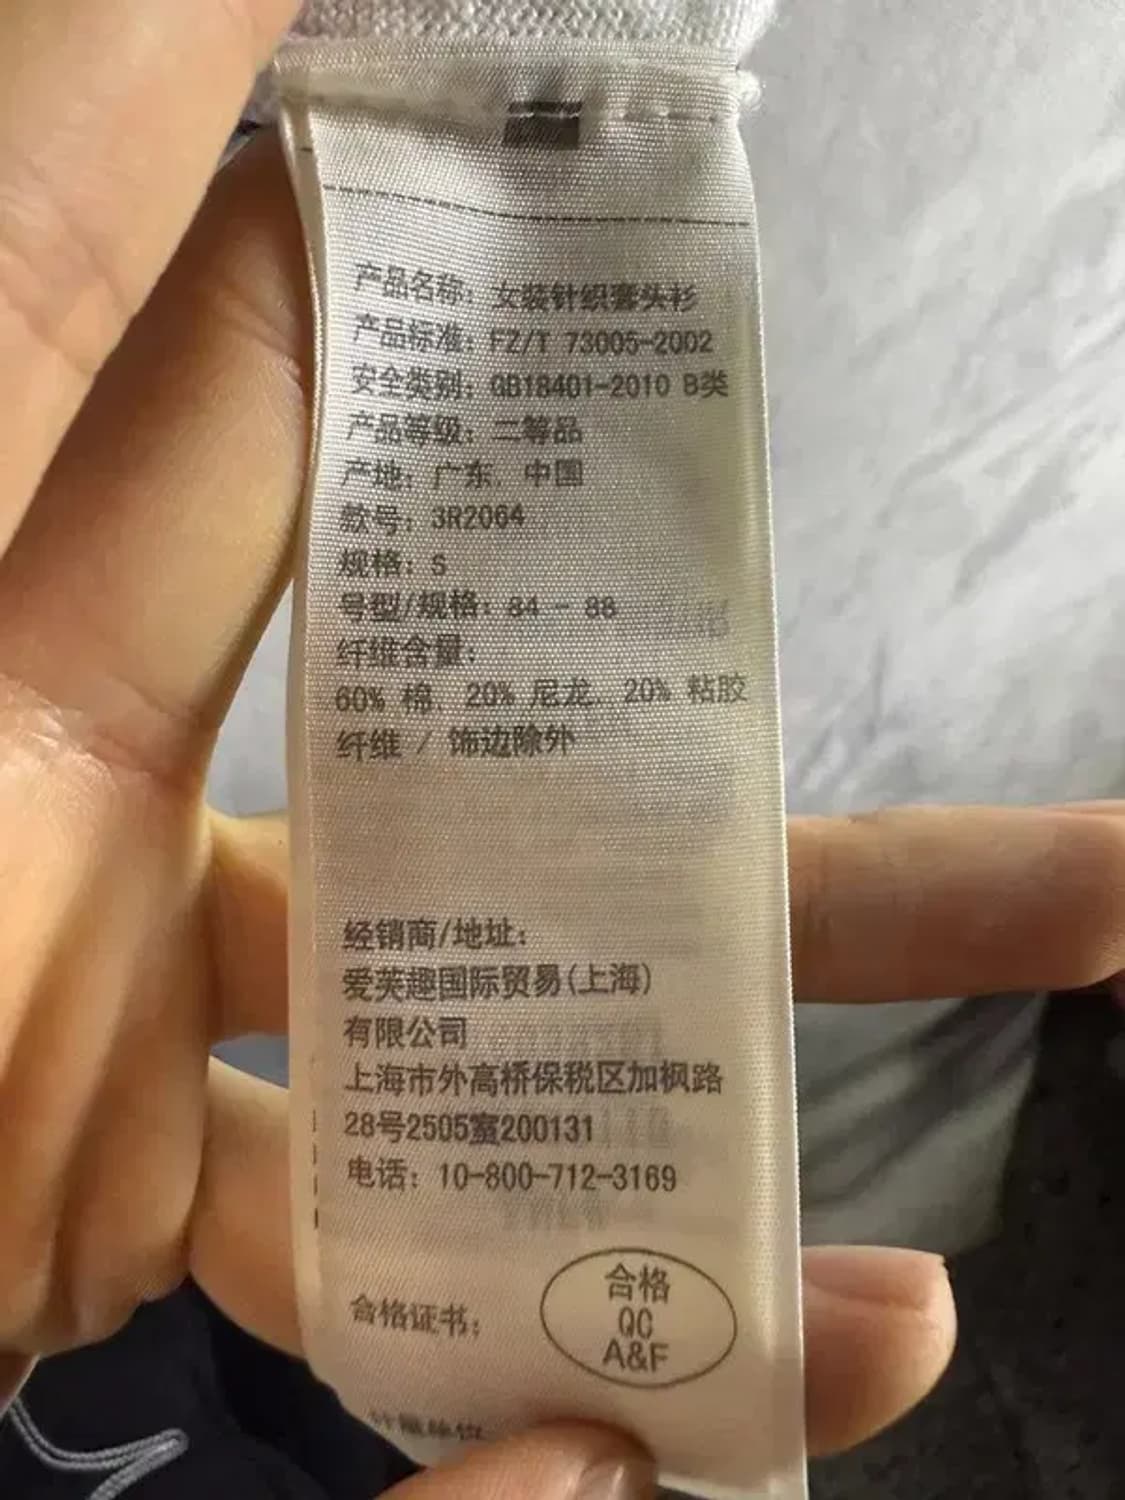 产品名称：女装针织套头衫
产品标准：FZ/T 73005-2002
安全类别：GB18401-2010 B类
产品等级：二等品
产地：广东，中国
款号：3R2064
规格：S
号型/规格：84 - 88
纤维含量：
60% 棉、20% 尼龙、20% 粘胶
纤维 / 饰边除外
经销商/地址：
爱芙趣国际贸易(上海)
有限公司
上海市外高桥保税区加枫路
28号2505室200131
电话：10-800-712-3169
合格证书：
合格
QC
A&F